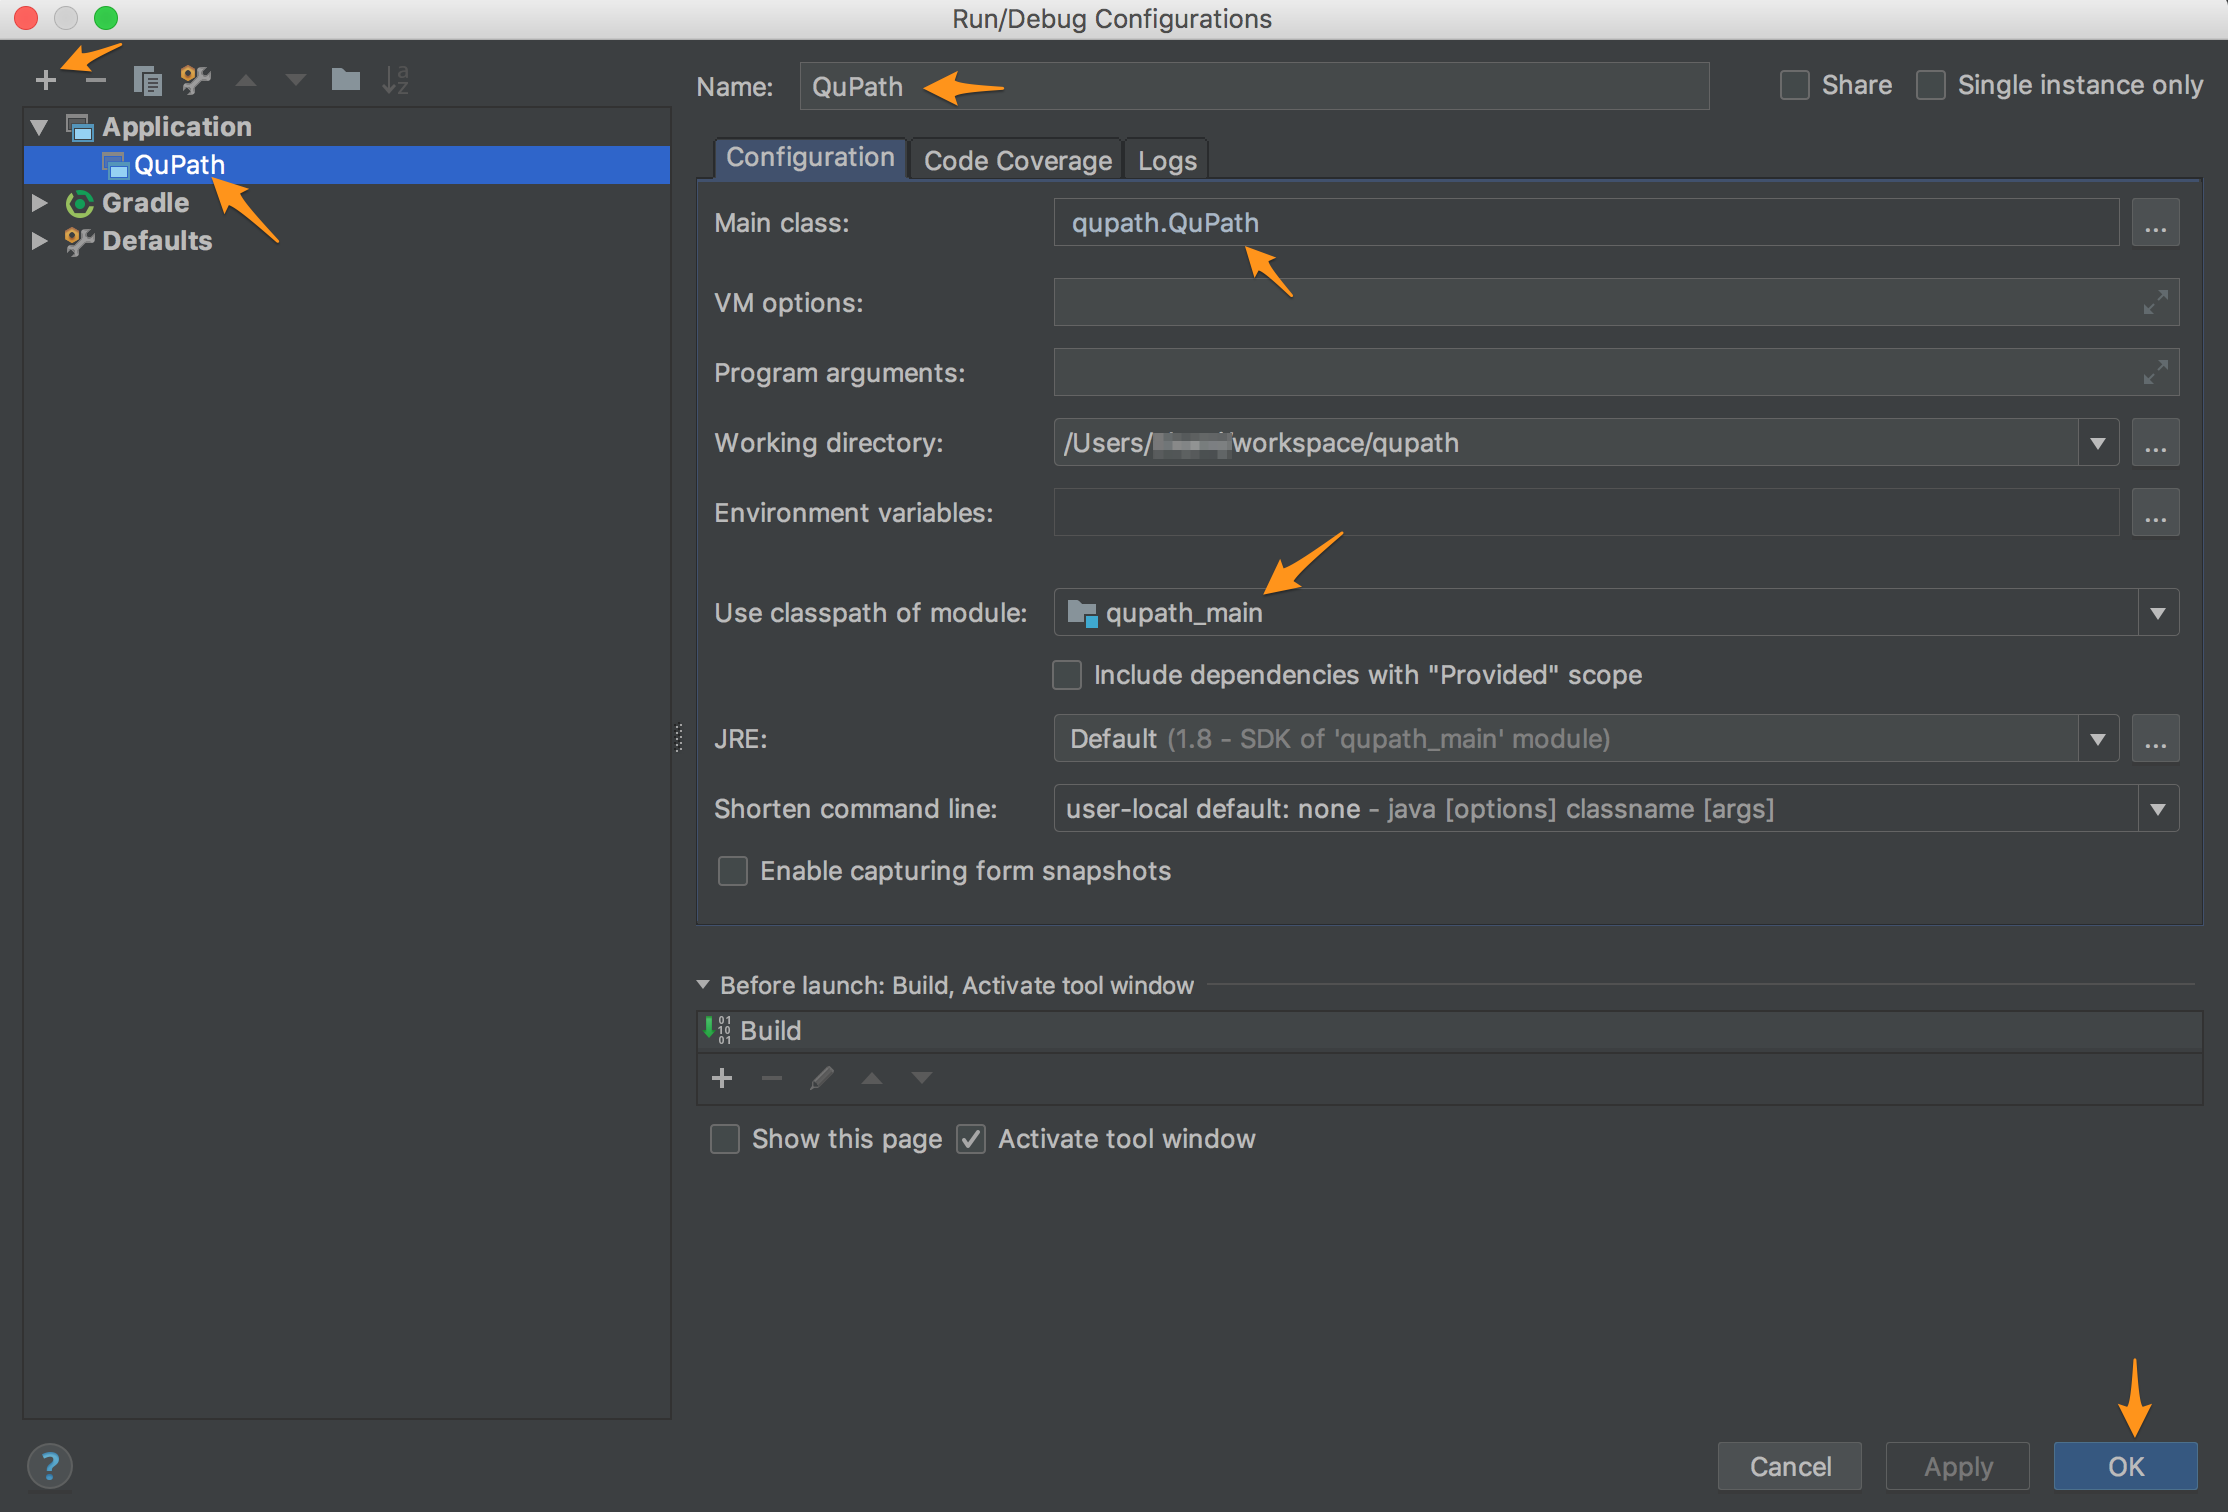 Run/Debug Configurations
Application
QuPath
Gradle
Defaults
Name: QuPath
Share
Single instance only
Configuration Code Coverage Logs
Main class: qupath.QuPath ...
VM options:
Program arguments:
Working directory: /Users/ workspace/qupath ...
Environment variables: ...
Use classpath of module: qupath_main
Include dependencies with "Provided" scope
JRE: Default (1.8 - SDK of 'qupath_main' module) ...
Shorten command line: user-local default: none - java [options] classname [args]
Enable capturing form snapshots
Before launch: Build, Activate tool window
Build
Show this page Activate tool window
? Cancel Apply OK